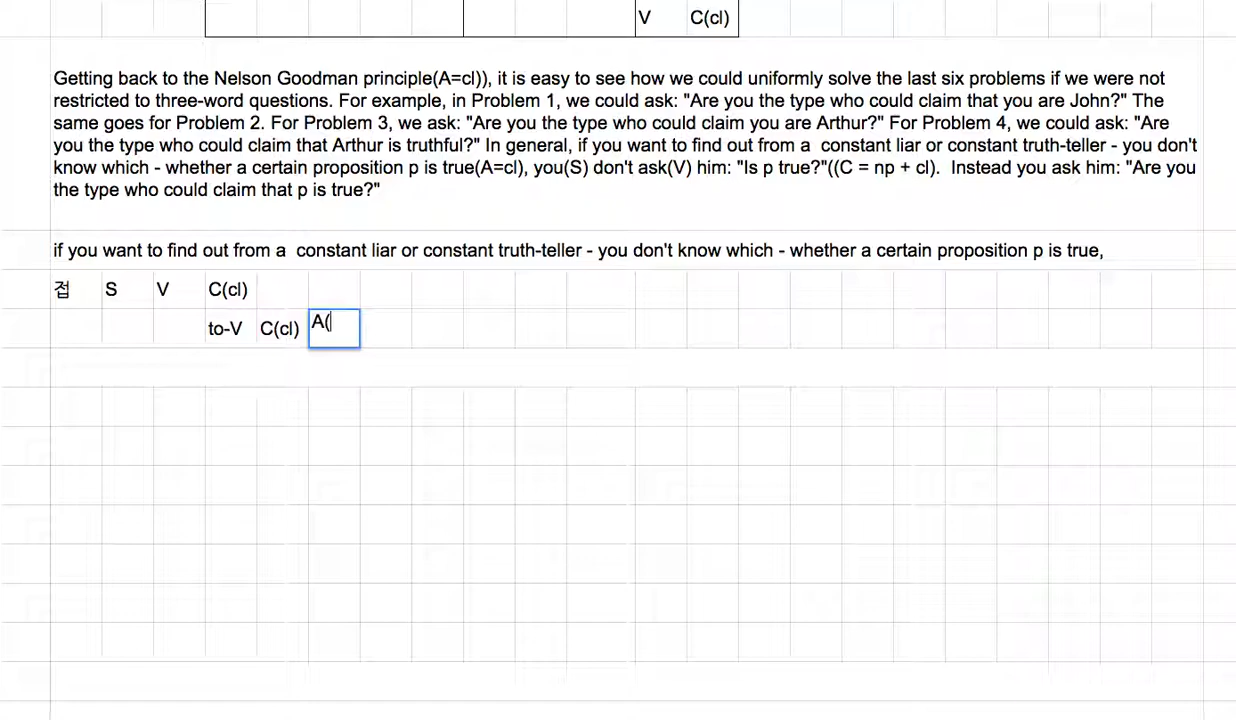 V C(cl)
Getting back to the Nelson Goodman principle(A=cl)), it is easy to see how we could uniformly solve the last six problems if we were not
restricted to three-word questions. For example, in Problem 1, we could ask: "Are you the type who could claim that you are John?" The
same goes for Problem 2. For Problem 3, we ask: "Are you the type who could claim you are Arthur?" For Problem 4, we could ask: "Are
you the type who could claim that Arthur is truthful?" In general, if you want to find out from a constant liar or constant truth-teller - you don't
know which - whether a certain proposition p is true(A=cl), you(S) don't ask(V) him: "Is p true?"((C = np + cl). Instead you ask him: "Are you
the type who could claim that p is true?"
if you want to find out from a constant liar or constant truth-teller - you don't know which - whether a certain proposition p is true,
접 S V C(cl)
to-V C(cl) A(